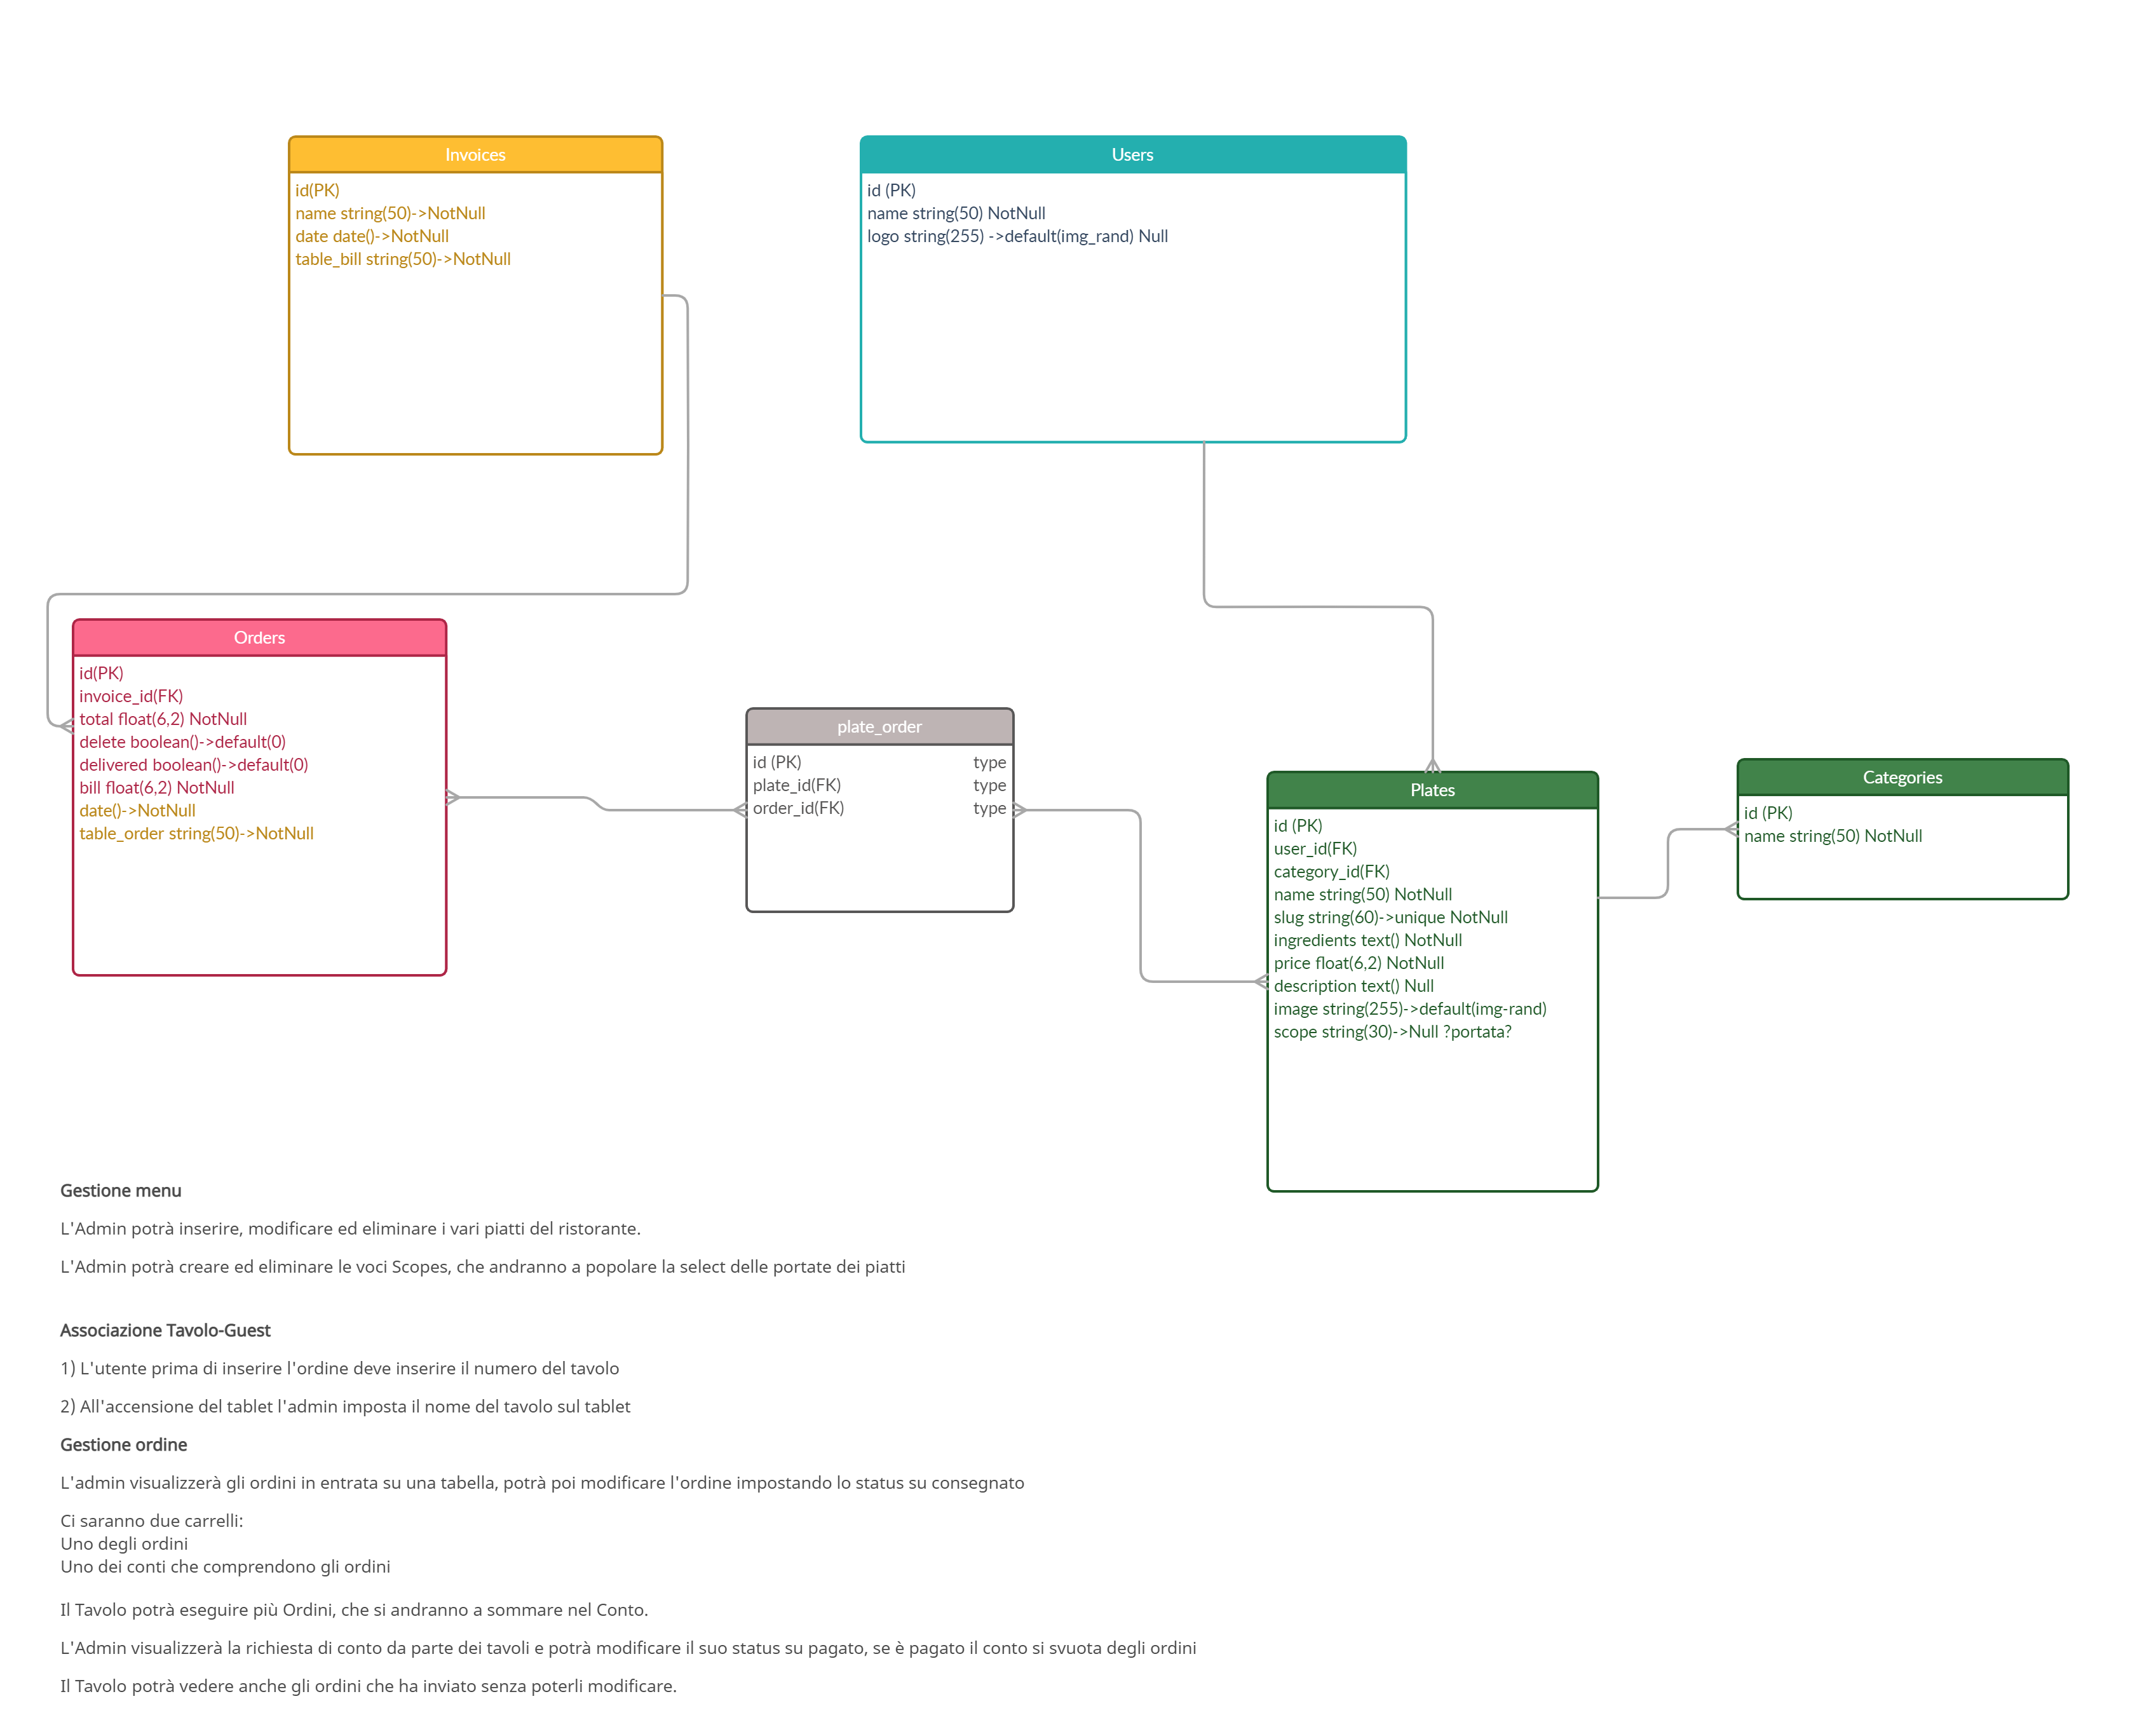 Invoices
id(PK)
name string(50)->NotNull
date date()->NotNull
table_bill string(50)->NotNull
Users
id (PK)
name string(50) NotNull
logo string(255) ->default(img_rand) Null
Orders
id(PK)
invoice_id(FK)
total float(6,2) NotNull
delete boolean()->default(0)
delivered boolean()->default(0)
bill float(6,2) NotNull
date()->NotNull
table_order string(50)->NotNull
plate_order
id (PK) type
plate_id(FK) type
order_id(FK) type
Plates
id (PK)
user_id(FK)
category_id(FK)
name string(50) NotNull
slug string(60)->unique NotNull
ingredients text() NotNull
price float(6,2) NotNull
description text() Null
image string(255)->default(img-rand)
scope string(30)->Null ?portata?
Categories
id (PK)
name string(50) NotNull
Gestione menu
L'Admin potrà inserire, modificare ed eliminare i vari piatti del ristorante.
L'Admin potrà creare ed eliminare le voci Scopes, che andranno a popolare la select delle portate dei piatti
Associazione Tavolo-Guest
1) L'utente prima di inserire l'ordine deve inserire il numero del tavolo
2) All'accensione del tablet l'admin imposta il nome del tavolo sul tablet
Gestione ordine
L'admin visualizzerà gli ordini in entrata su una tabella, potrà poi modificare l'ordine impostando lo status su consegnato
Ci saranno due carrelli:
Uno degli ordini
Uno dei conti che comprendono gli ordini
Il Tavolo potrà eseguire più Ordini, che si andranno a sommare nel Conto.
L'Admin visualizzerà la richiesta di conto da parte dei tavoli e potrà modificare il suo status su pagato, se è pagato il conto si svuota degli ordini
Il Tavolo potrà vedere anche gli ordini che ha inviato senza poterli modificare.